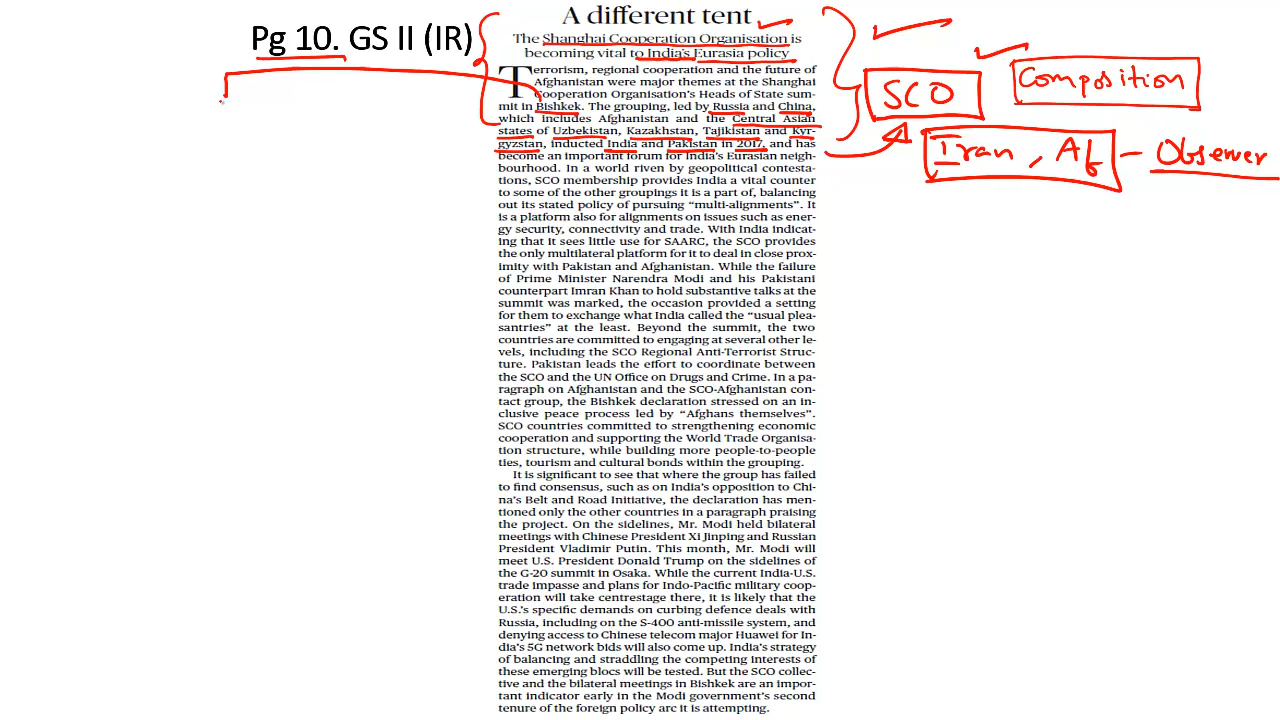 Pg 10. GS II (IR)
A different tent
The Shanghai Cooperation Organisation is
becoming vital to India's Eurasia policy
Terrorism, regional cooperation and the future of
Afghanistan were major themes at the Shanghai
Cooperation Organisation's Heads of State sum-
mit in Bishkek. The grouping, led by Russia and China,
which includes Afghanistan and the Central Asian
states of Uzbekistan, Kazakhstan, Tajikistan and Kyr-
gyzstan, inducted India and Pakistan in 2017, and has
become an important forum for India's Eurasian neigh-
bourhood. In a world riven by geopolitical contesta-
tions, SCO membership provides India a vital counter
to some of the other groupings it is a part of, balancing
out its stated policy of pursuing "multi-alignments". It
is a platform also for alignments on issues such as ener-
gy security, connectivity and trade. With India indicat-
ing that it sees little use for SAARC, the SCO provides
the only multilateral platform for it to deal in close prox-
imity with Pakistan and Afghanistan. While the failure
of Prime Minister Narendra Modi and his Pakistani
counterpart Imran Khan to hold substantive talks at the
summit was marked, the occasion provided a setting
for them to exchange what India called the "usual plea-
santries" at the least. Beyond the summit, the two
countries are committed to engaging at several other le-
vels, including the SCO Regional Anti-Terrorist Struc-
ture. Pakistan leads the effort to coordinate between
the SCO and the UN Office on Drugs and Crime. In a pa-
ragraph on Afghanistan and the SCO-Afghanistan con-
tact group, the Bishkek declaration stressed on an in-
clusive peace process led by "Afghans themselves".
SCO countries committed to strengthening economic
cooperation and supporting the World Trade Organisa-
tion structure, while building more people-to-people
ties, tourism and cultural bonds within the grouping.
It is significant to see that where the group has failed
to find consensus, such as on India's opposition to Chi-
na's Belt and Road Initiative, the declaration has men-
tioned only the other countries in a paragraph praising
the project. On the sidelines, Mr. Modi held bilateral
meetings with Chinese President Xi Jinping and Russian
President Vladimir Putin. This month, Mr. Modi will
meet U.S. President Donald Trump on the sidelines of
the G-20 summit in Osaka. While the current India-U.S.
trade impasse and plans for Indo-Pacific military coop-
eration will take centrestage there, it is likely that the
U.S.'s specific demands on curbing defence deals with
Russia, including on the S-400 anti-missile system, and
denying access to Chinese telecom major Huawei for In-
dia's 5G network bids will also come up. India's strategy
of balancing and straddling the competing interests of
these emerging blocs will be tested. But the SCO collec-
tive and the bilateral meetings in Bishkek are an impor-
tant indicator early in the Modi government's second
tenure of the foreign policy arc it is attempting.
SCO
Composition
Iran, Af - Observer